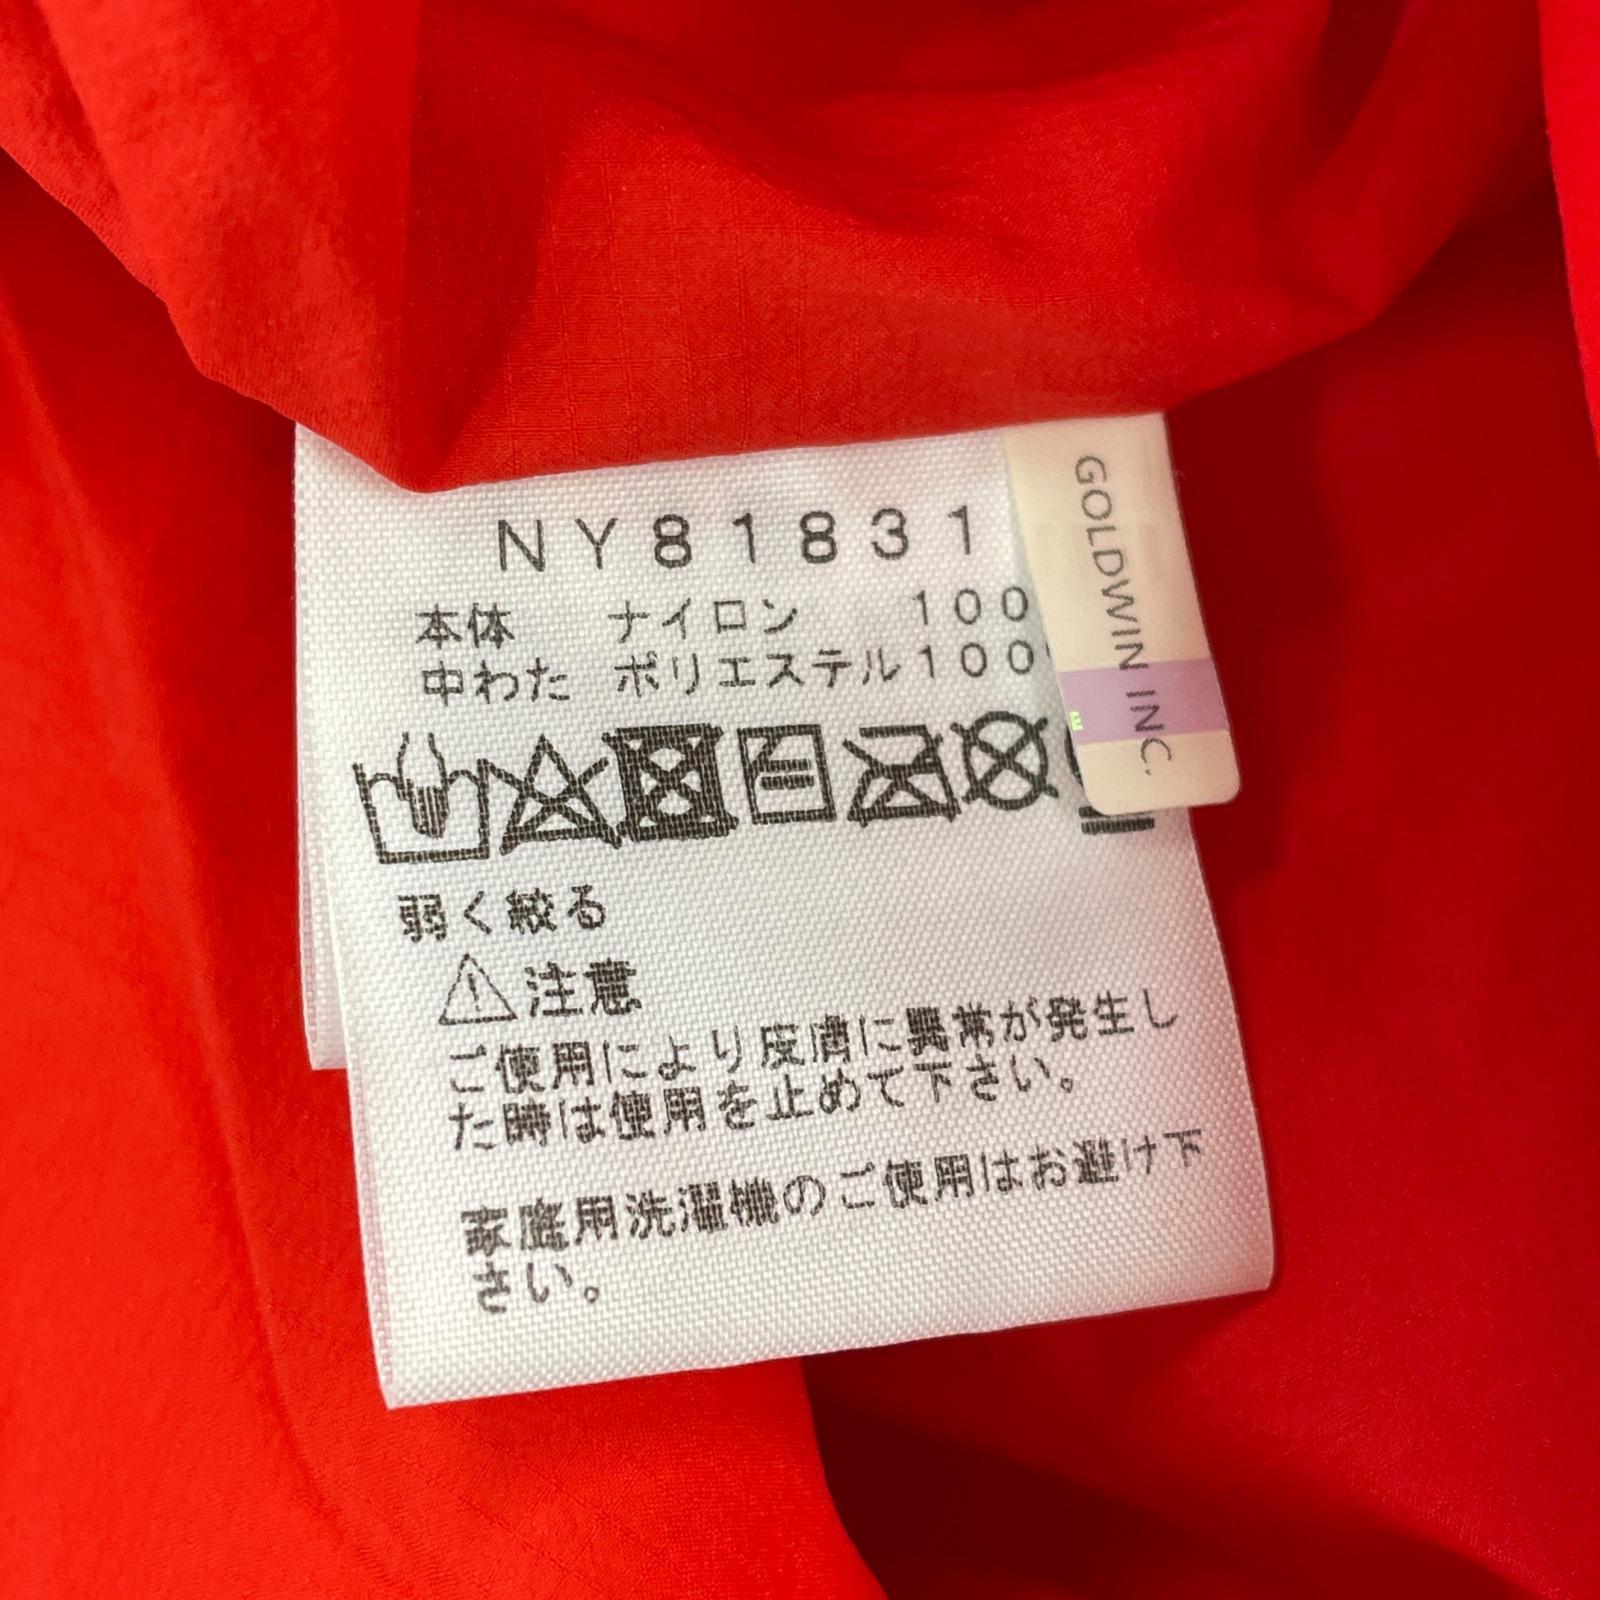 NY81831
本体 ナイロン 100
中わた ポリエステル100
弱く絞る
注意
ご使用により皮膚に異常が発生し
た時は使用を止めて下さい。
家庭用洗濯機のご使用はお避け下
さい。
GOLDWIN INC.